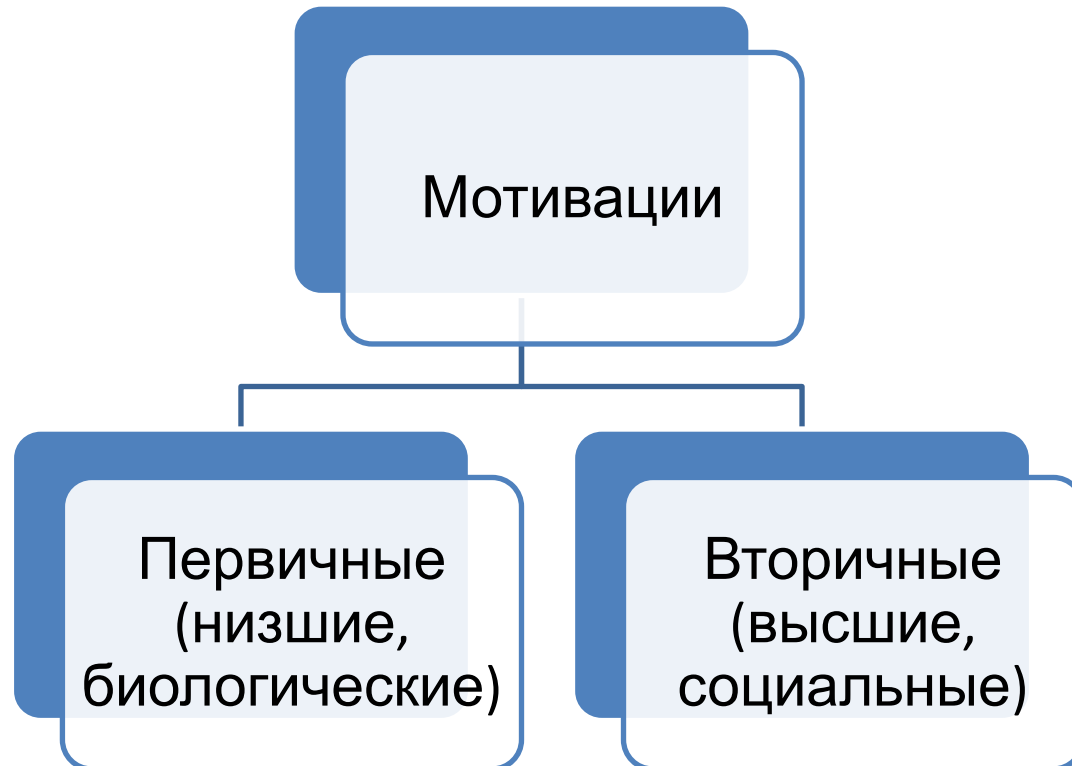 Мотивации
Первичные
(низшие,
биологические)
Вторичные
(высшие,
социальные)